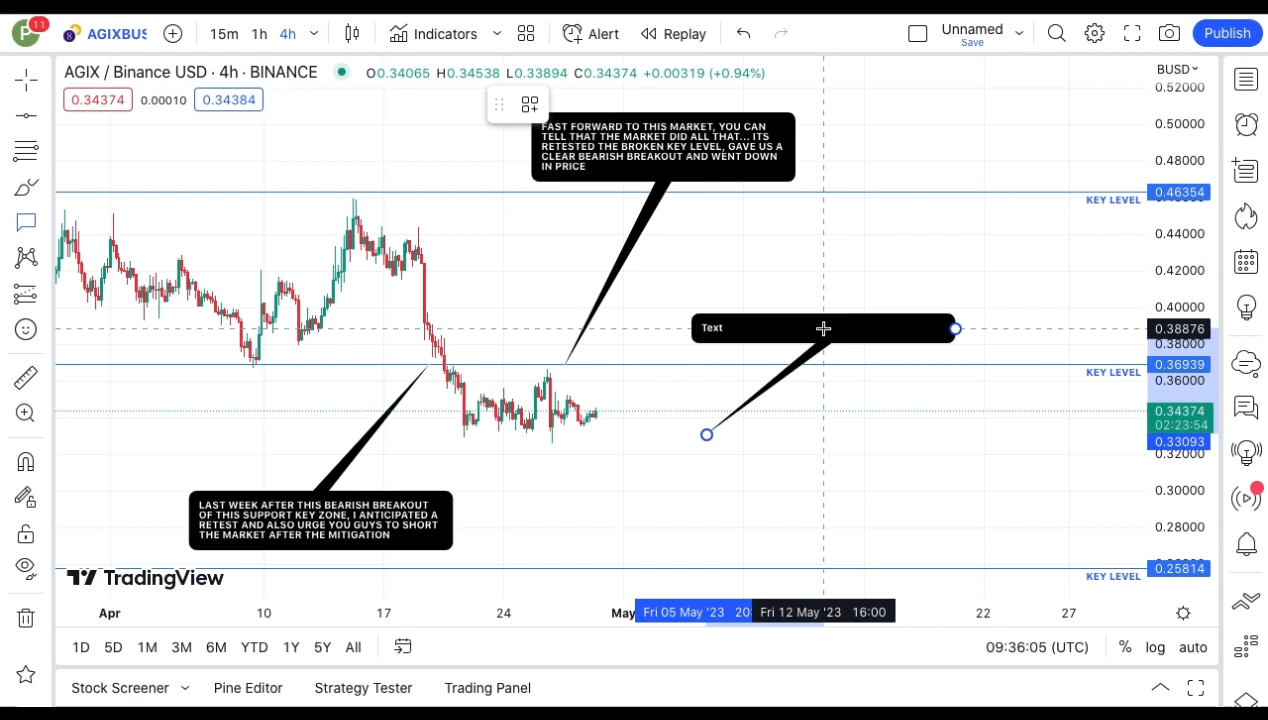 P
11
AGIXBUS
15m 1h 4h
Indicators
Alert
Replay
Unnamed
Save
Publish
AGIX / Binance USD · 4h · BINANCE
O0.34065 H0.34538 L0.33894 C0.34374 +0.00319 (+0.94%)
0.34374 0.00010 0.34384
BUSD
0.52000
FAST FORWARD TO THIS MARKET, YOU CAN
TELL THAT THE MARKET DID ALL THAT... ITS
RETESTED THE BROKEN KEY LEVEL, GAVE US A
CLEAR BEARISH BREAKOUT AND WENT DOWN
IN PRICE
0.50000
0.48000
0.46354
KEY LEVEL
0.44000
0.42000
0.40000
Text
0.38876
0.38000
0.36939
KEY LEVEL
0.36000
0.34374
02:23:54
0.33093
0.32000
0.30000
LAST WEEK AFTER THIS BEARISH BREAKOUT
OF THIS SUPPORT KEY ZONE, I ANTICIPATED A
RETEST AND ALSO URGE YOU GUYS TO SHORT
THE MARKET AFTER THE MITIGATION
0.28000
0.25814
KEY LEVEL
TradingView
Apr 10 17 24 May Fri 05 May '23 20: Fri 12 May '23 16:00 22 27
1D 5D 1M 3M 6M YTD 1Y 5Y All
09:36:05 (UTC) % log auto
Stock Screener Pine Editor Strategy Tester Trading Panel